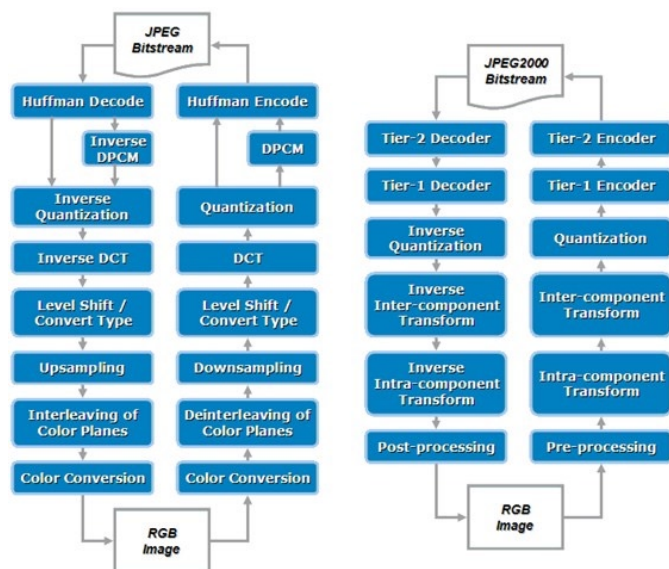 JPEG
Bitstream
Huffman Decode
Inverse
DPCM
Inverse
Quantization
Inverse DCT
Level Shift /
Convert Type
Upsampling
Interleaving of
Color Planes
Color Conversion
Huffman Encode
DPCM
Quantization
DCT
Level Shift /
Convert Type
Downsampling
Deinterleaving of
Color Planes
Color Conversion
RGB
Image
JPEG2000
Bitstream
Tier-2 Decoder
Tier-1 Decoder
Inverse
Quantization
Inverse
Inter-component
Transform
Inverse
Intra-component
Transform
Post-processing
Tier-2 Encoder
Tier-1 Encoder
Quantization
Inter-component
Transform
Intra-component
Transform
Pre-processing
RGB
Image